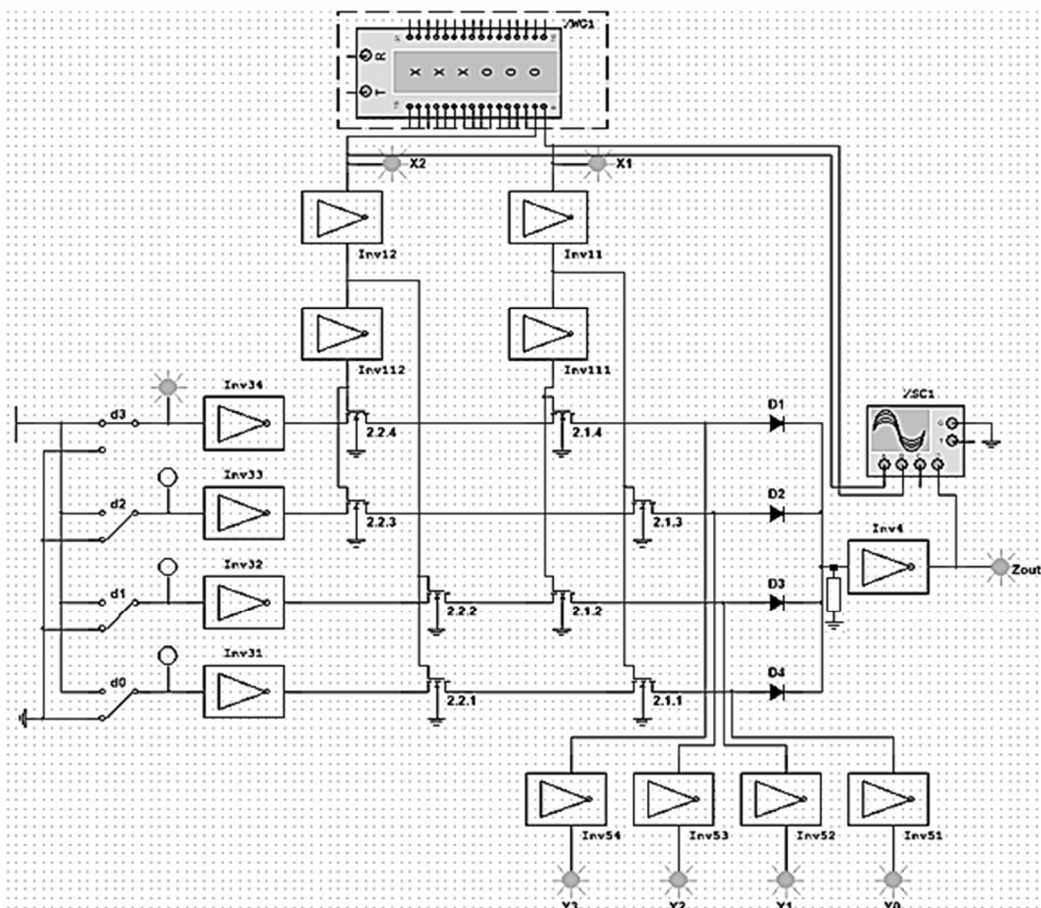 XWG1
R
T
X X X O O O
X2
X1
Inv12
Inv11
Inv112
Inv111
Inv34
d3
2.2.4
2.1.4
D1
XSC1
G
T
A B C D
Inv33
d2
2.2.3
2.1.3
D2
Inv4
Zout
Inv32
d1
2.2.2
2.1.2
D3
Inv31
d0
2.2.1
2.1.1
D4
Inv54
Inv53
Inv52
Inv51
Y3
Y2
Y1
Y0